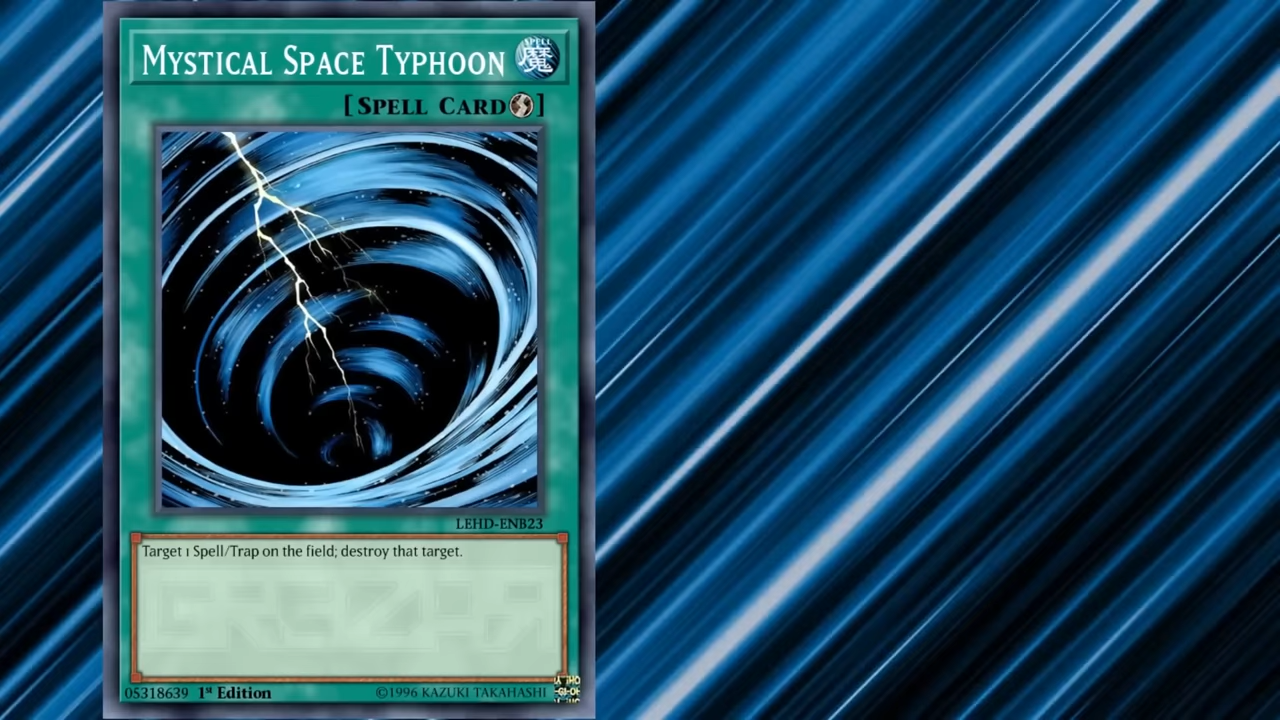 MYSTICAL SPACE TYPHOON
SPELL
魔
[SPELL CARD]
LEHD-ENB23
Target 1 Spell/Trap on the field; destroy that target.
05318639 1st Edition ©1996 KAZUKI TAKAHASHI